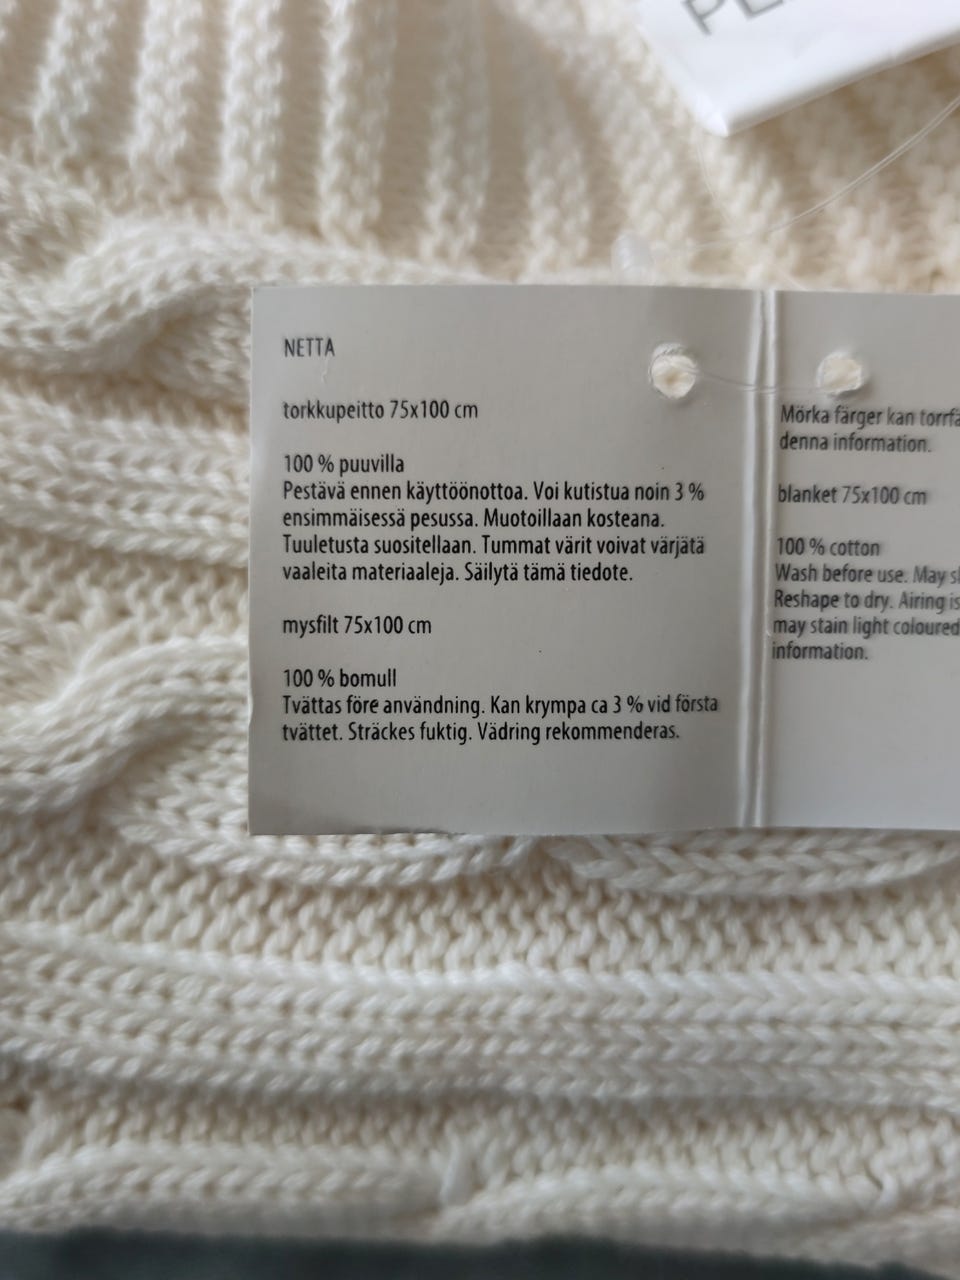 NETTA
torkkupeitto 75x100 cm
100 % puuvilla
Pestävä ennen käyttöönottoa. Voi kutistua noin 3 %
ensimmäisessä pesussa. Muotoillaan kosteana.
Tuuletusta suositellaan. Tummat värit voivat värjätä
vaaleita materiaaleja. Säilytä tämä tiedote.
mysfilt 75x100 cm
100 % bomull
Tvättas före användning. Kan krympa ca 3 % vid första
tvättet. Sträckes fuktig. Vädring rekommenderas.
Mörka färger kan
denna information.
blanket 75x100 cm
100 % cotton
Wash before use. May
Reshape to dry. Airing is
may stain light coloured
information.